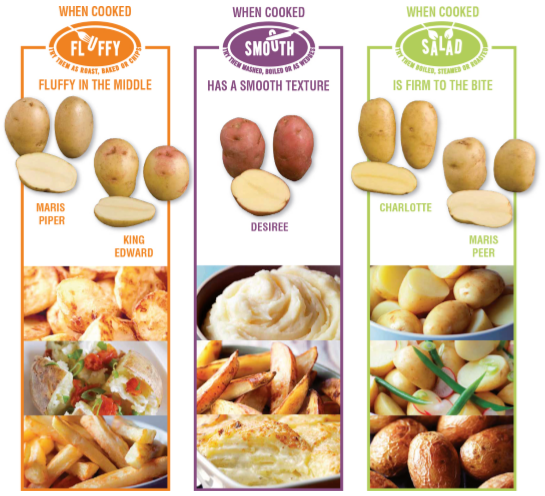 WHEN COOKED
FLUFFY
TRY THEM AS ROAST, BAKED OR CHIPS
FLUFFY IN THE MIDDLE
MARIS
PIPER
KING
EDWARD
WHEN COOKED
SMOOTH
TRY THEM MASHED, BOILED OR AS WEDGES
HAS A SMOOTH TEXTURE
DESIREE
WHEN COOKED
SALAD
TRY THEM BOILED, STEAMED OR ROASTED
IS FIRM TO THE BITE
CHARLOTTE
MARIS
PEER